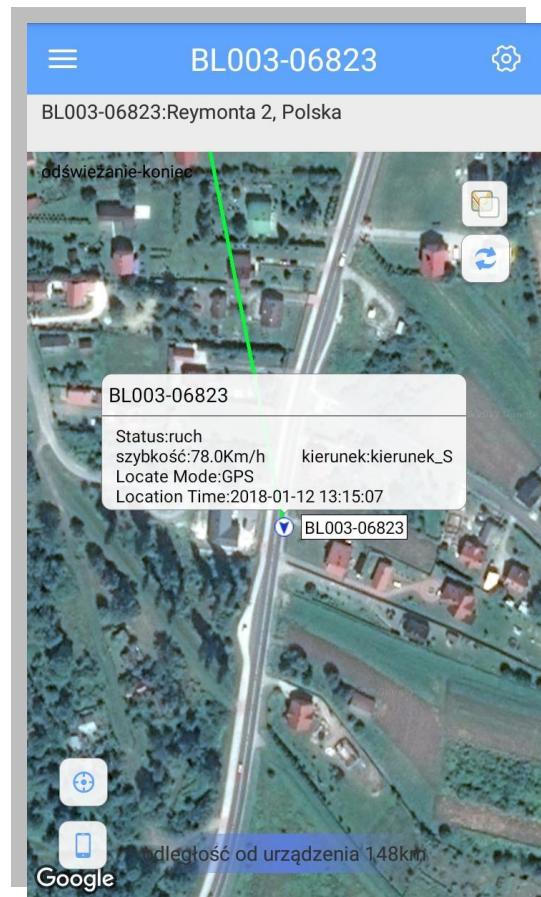 BL003-06823
BL003-06823:Reymonta 2, Polska
odświeżanie-koniec
BL003-06823
Status:ruch
szybkość:78.0Km/h kierunek:kierunek_S
Locate Mode:GPS
Location Time:2018-01-12 13:15:07
BL003-06823
odległość od urządzenia 148km
Google